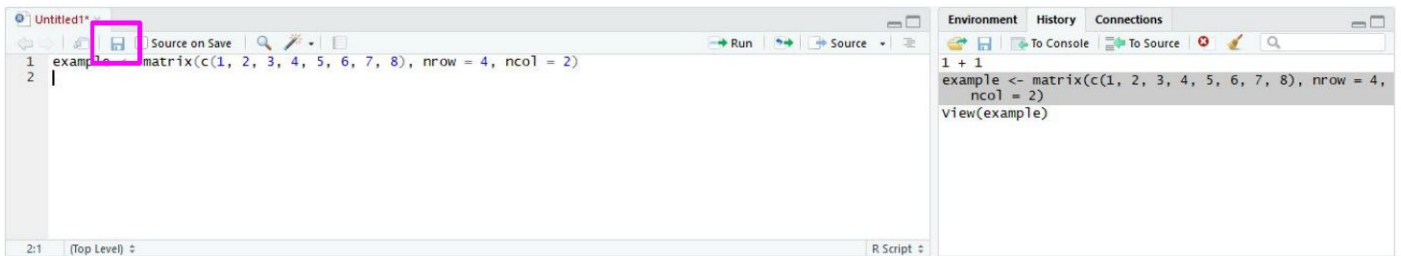 Untitled1*
Source on Save
Run
Source
1 example <- matrix(c(1, 2, 3, 4, 5, 6, 7, 8), nrow = 4, ncol = 2)
2
2:1 (Top Level)
R Script
Environment History Connections
To Console
To Source
1 + 1
example <- matrix(c(1, 2, 3, 4, 5, 6, 7, 8), nrow = 4,
ncol = 2)
View(example)